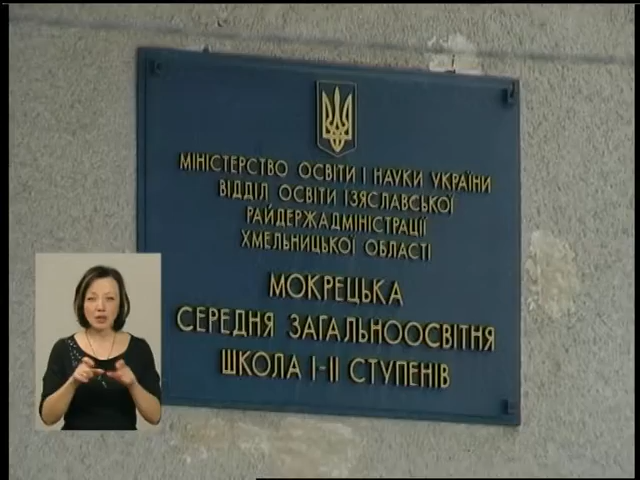 МІНІСТЕРСТВО ОСВІТИ І НАУКИ УКРАЇНИ
ВІДДІЛ ОСВІТИ ІЗЯСЛАВСЬКОЇ
РАЙДЕРЖАДМІНІСТРАЦІЇ
ХМЕЛЬНИЦЬКОЇ ОБЛАСТІ
МОКРЕЦЬКА
СЕРЕДНЯ ЗАГАЛЬНООСВІТНЯ
ШКОЛА І-ІІ СТУПЕНІВ